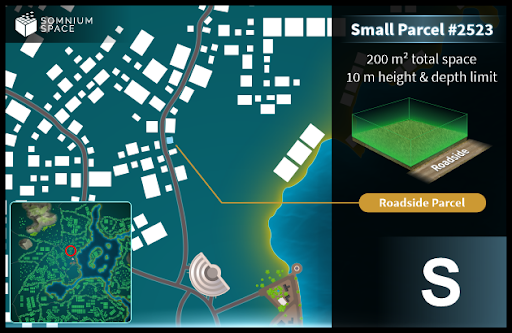 SOMNIUM
SPACE
Small Parcel #2523
200 m² total space
10 m height & depth limit
Roadside
Roadside Parcel
S